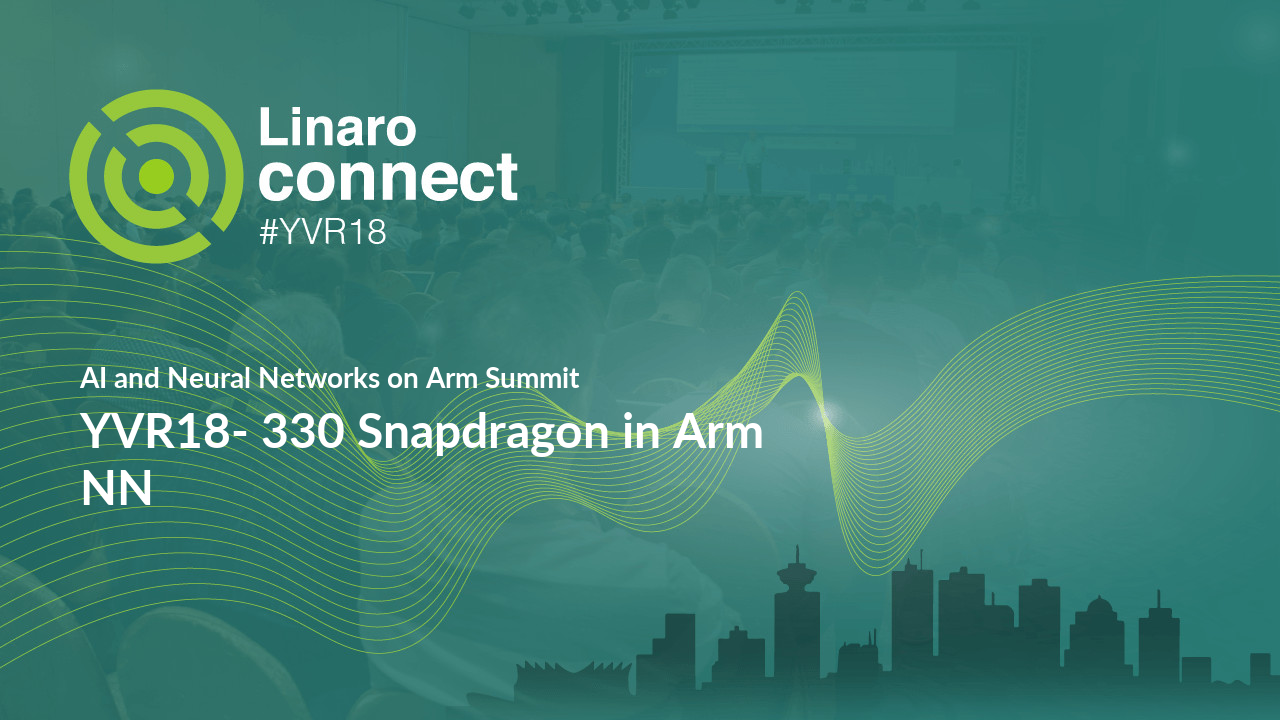 Linaro
connect
#YVR18
AI and Neural Networks on Arm Summit
YVR18- 330 Snapdragon in Arm
NN